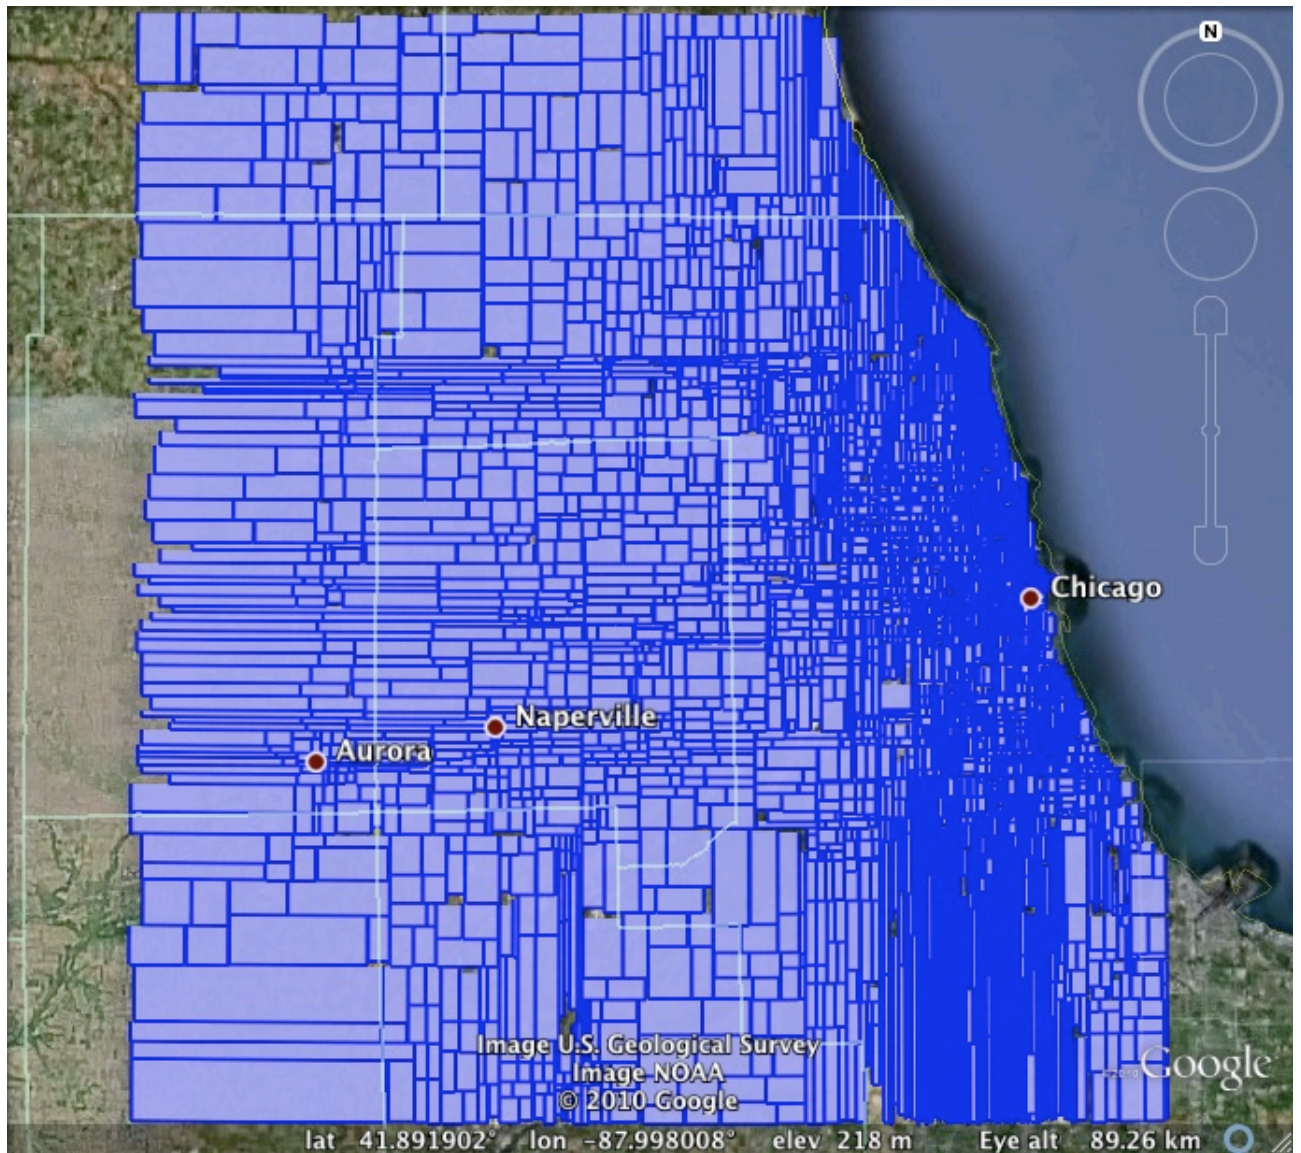 N
Chicago
Naperville
Aurora
Image U.S. Geological Survey
Image NOAA
© 2010 Google
©2010 Google
lat 41.891902° lon -87.998008° elev 218 m Eye alt 89.26 km